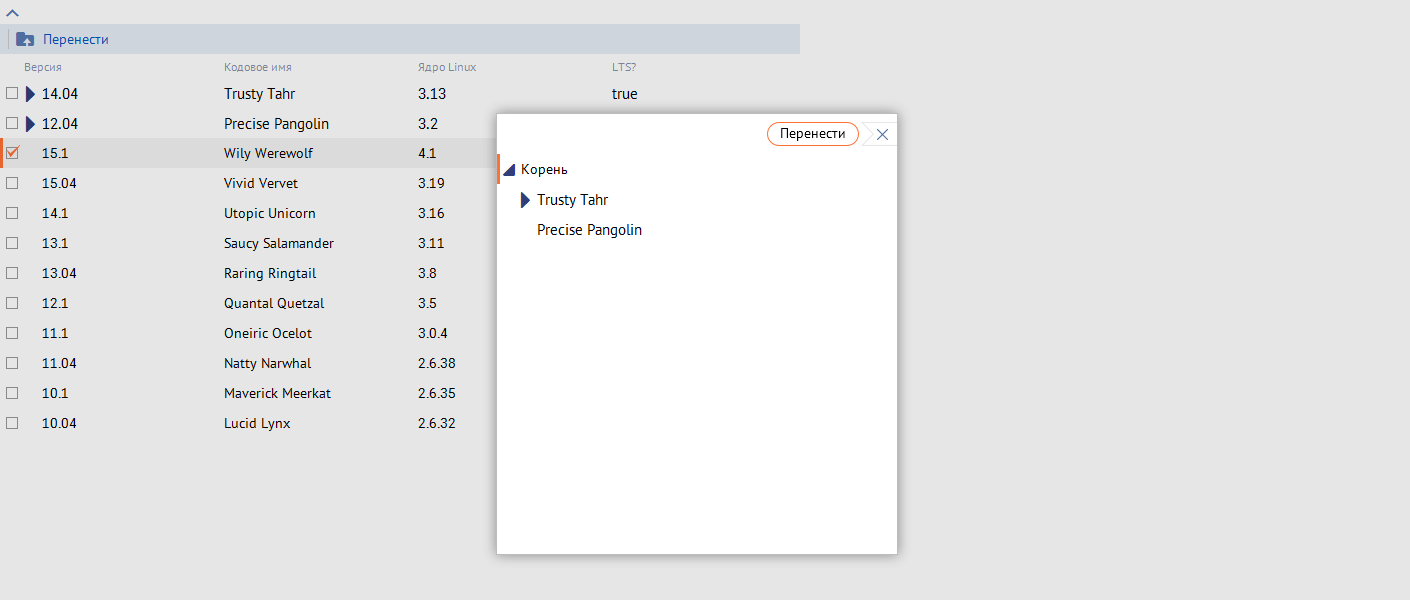 Перенести
Версия Кодовое имя Ядро Linux LTS?
14.04 Trusty Tahr 3.13 true
12.04 Precise Pangolin 3.2
15.1 Wily Werewolf 4.1
15.04 Vivid Vervet 3.19
14.1 Utopic Unicorn 3.16
13.1 Saucy Salamander 3.11
13.04 Raring Ringtail 3.8
12.1 Quantal Quetzal 3.5
11.1 Oneiric Ocelot 3.0.4
11.04 Natty Narwhal 2.6.38
10.1 Maverick Meerkat 2.6.35
10.04 Lucid Lynx 2.6.32
Перенести
Корень
Trusty Tahr
Precise Pangolin